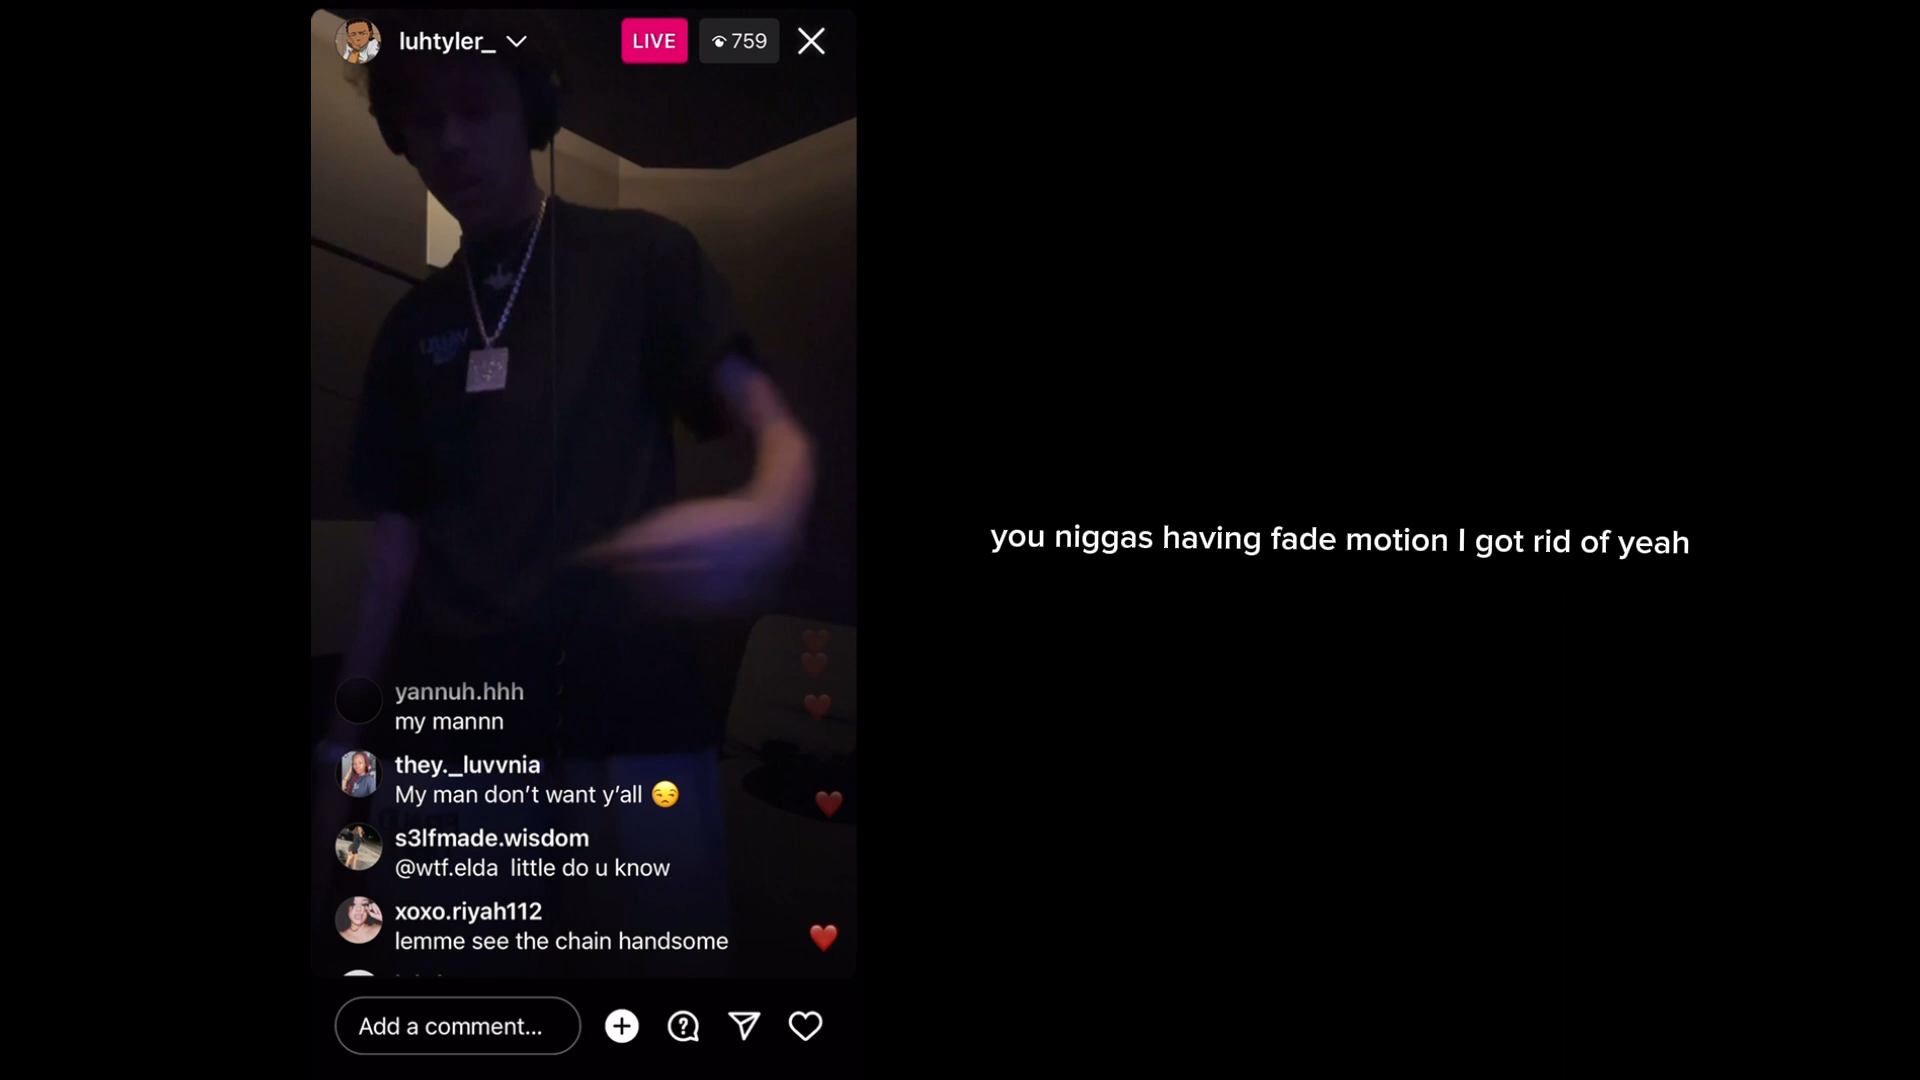 luhtyler_
LIVE
759
yannuh.hhh
my mannn
they._luvvnia
My man don’t want y’all 😒
s3lfmade.wisdom
@wtf.elda little do u know
xoxo.riyah112
lemme see the chain handsome
Add a comment...
you niggas having fade motion I got rid of yeah